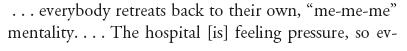 . . . everybody retreats back to their own, “me-me-me”
mentality. . . . The hospital [is] feeling pressure, so ev-